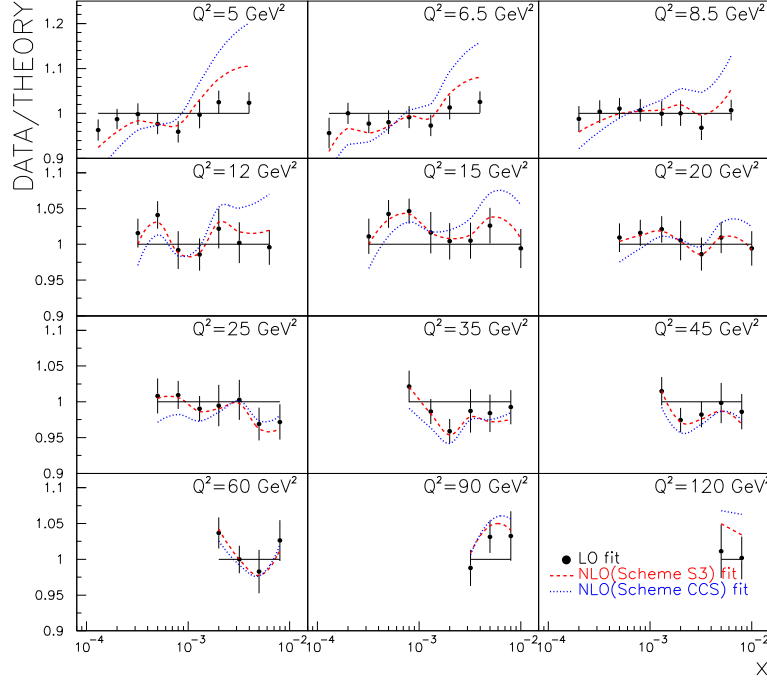 DATA/THEORY
Q²=5 GeV²
Q²=6.5 GeV²
Q²=8.5 GeV²
1.2
1.1
1
0.9
Q²=12 GeV²
Q²=15 GeV²
Q²=20 GeV²
1.1
1.05
1
0.95
0.9
Q²=25 GeV²
Q²=35 GeV²
Q²=45 GeV²
1.1
1.05
1
0.95
0.9
Q²=60 GeV²
Q²=90 GeV²
Q²=120 GeV²
1.1
1.05
1
0.95
0.9
LO fit
NLO(Scheme S3) fit
NLO(Scheme CCS) fit
10⁻⁴ 10⁻³ 10⁻² 10⁻³ 10⁻² 10⁻³ 10⁻²
x